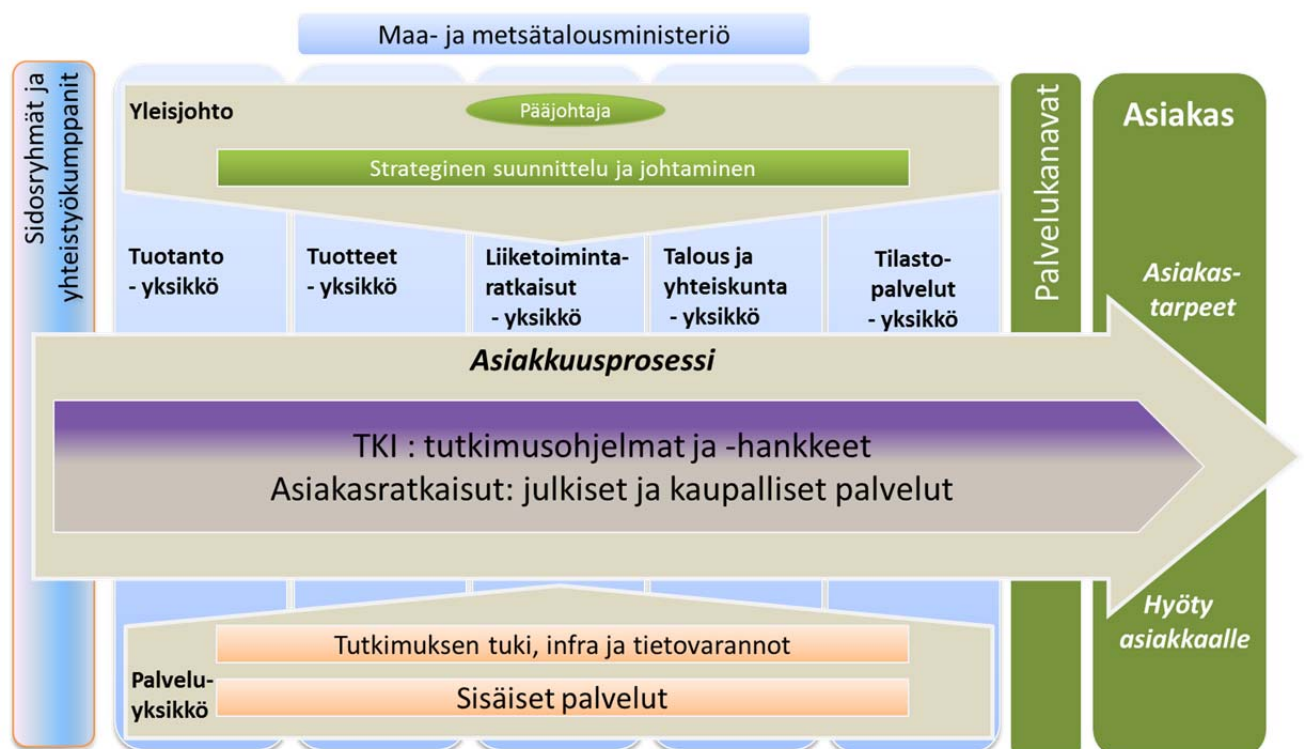 Maa- ja metsätalousministeriö
Sidosryhmät ja
yhteistyökumppanit
Yleisjohto
Pääjohtaja
Strateginen suunnittelu ja johtaminen
Tuotanto
- yksikkö
Tuotteet
- yksikkö
Liiketoiminta-
ratkaisut
- yksikkö
Talous ja
yhteiskunta
- yksikkö
Tilasto-
palvelut
- yksikkö
Palvelukanavat
Asiakas
Asiakas-
tarpeet
Asiakkuusprosessi
TKI : tutkimusohjelmat ja -hankkeet
Asiakasratkaisut: julkiset ja kaupalliset palvelut
Hyöty
asiakkaalle
Tutkimuksen tuki, infra ja tietovarannot
Palvelu-
yksikkö
Sisäiset palvelut